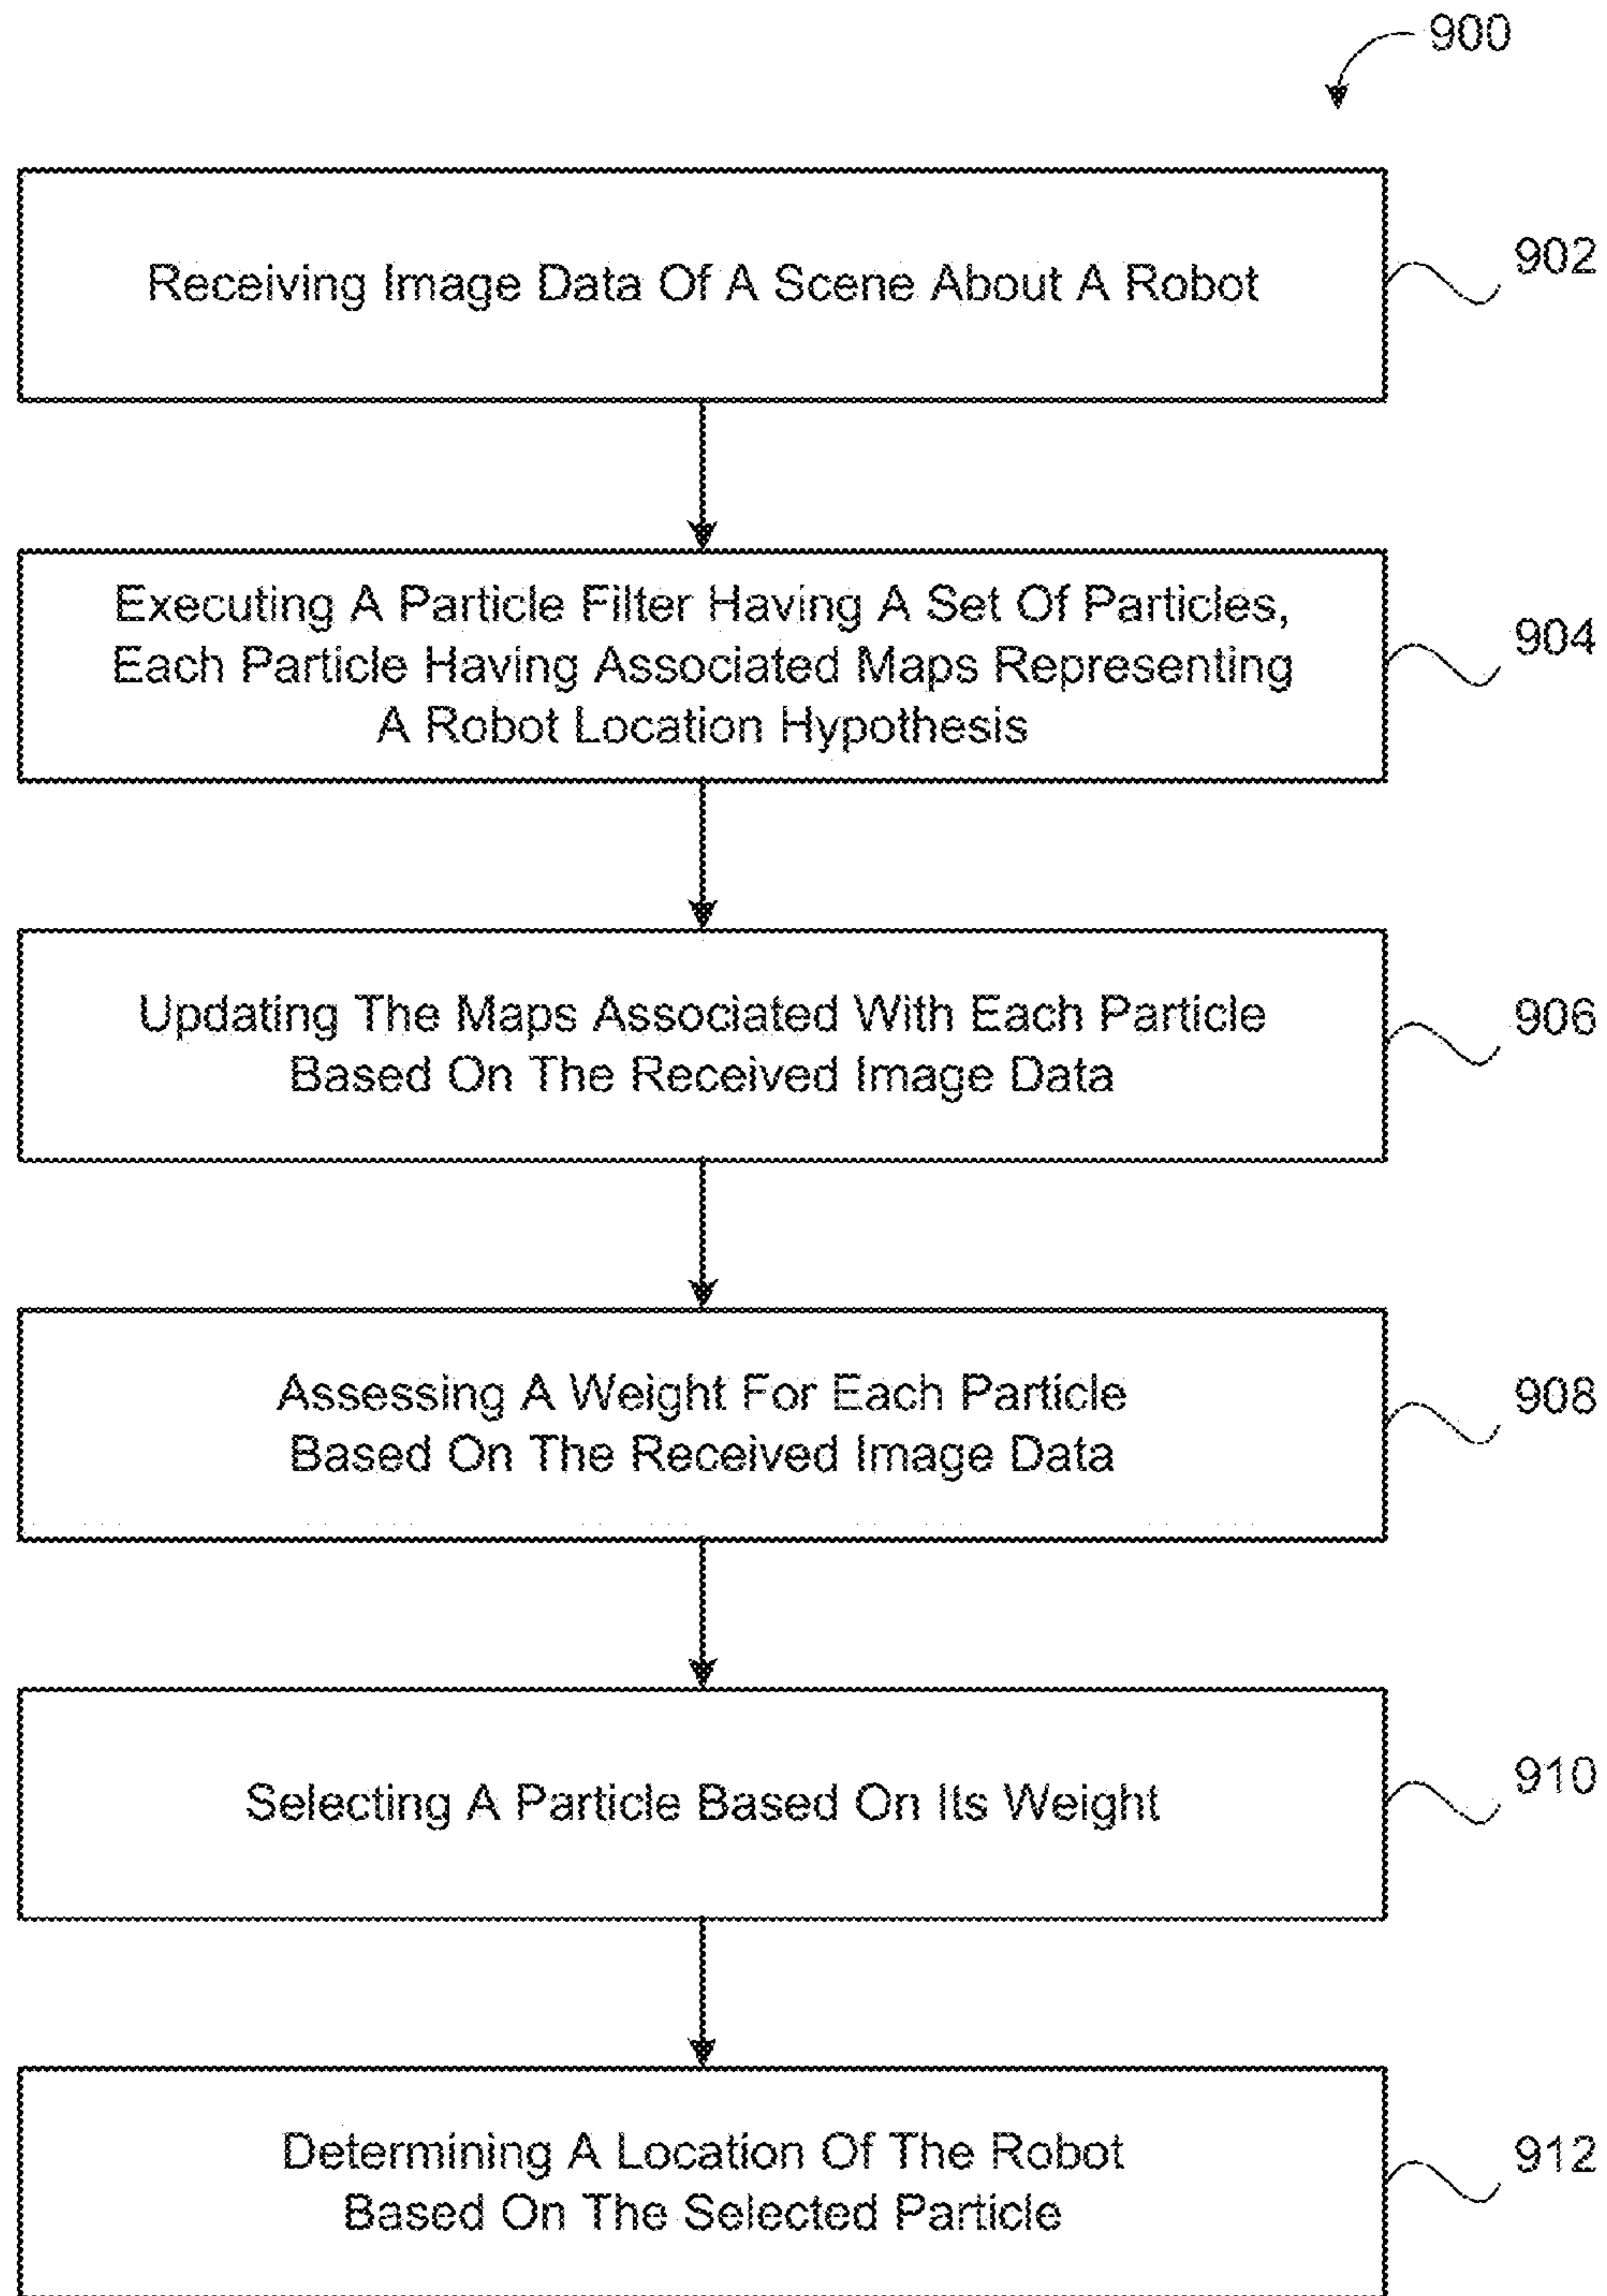 900
Receiving Image Data Of A Scene About A Robot
902
Executing A Particle Filter Having A Set Of Particles,
Each Particle Having Associated Maps Representing
A Robot Location Hypothesis
904
Updating The Maps Associated With Each Particle
Based On The Received Image Data
906
Assessing A Weight For Each Particle
Based On The Received Image Data
908
Selecting A Particle Based On Its Weight
910
Determining A Location Of The Robot
Based On The Selected Particle
912